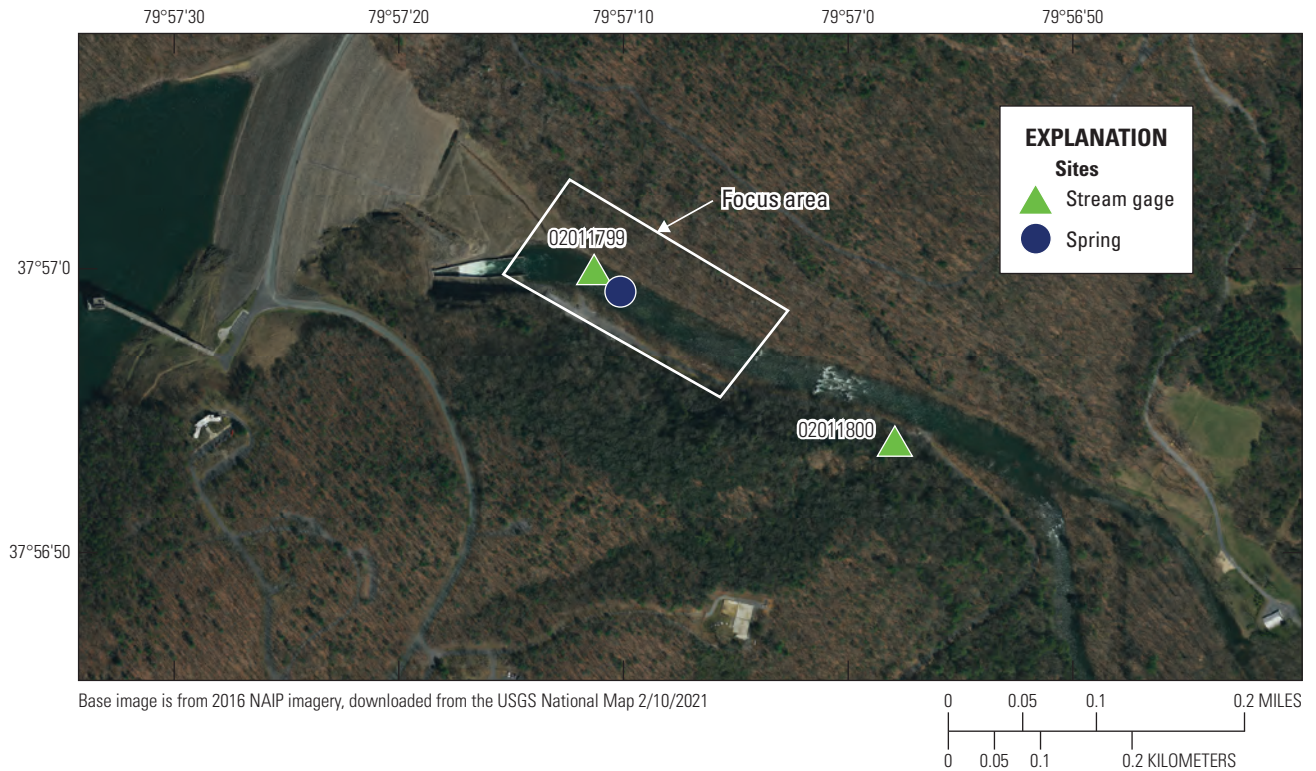 79°57'30 79°57'20 79°57'10 79°57'0 79°56'50
EXPLANATION
Sites
Stream gage
Spring
Focus area
02011799
37°57'0
02011800
37°56'50
Base image is from 2016 NAIP imagery, downloaded from the USGS National Map 2/10/2021
0 0.05 0.1 0.2 MILES
0 0.05 0.1 0.2 KILOMETERS